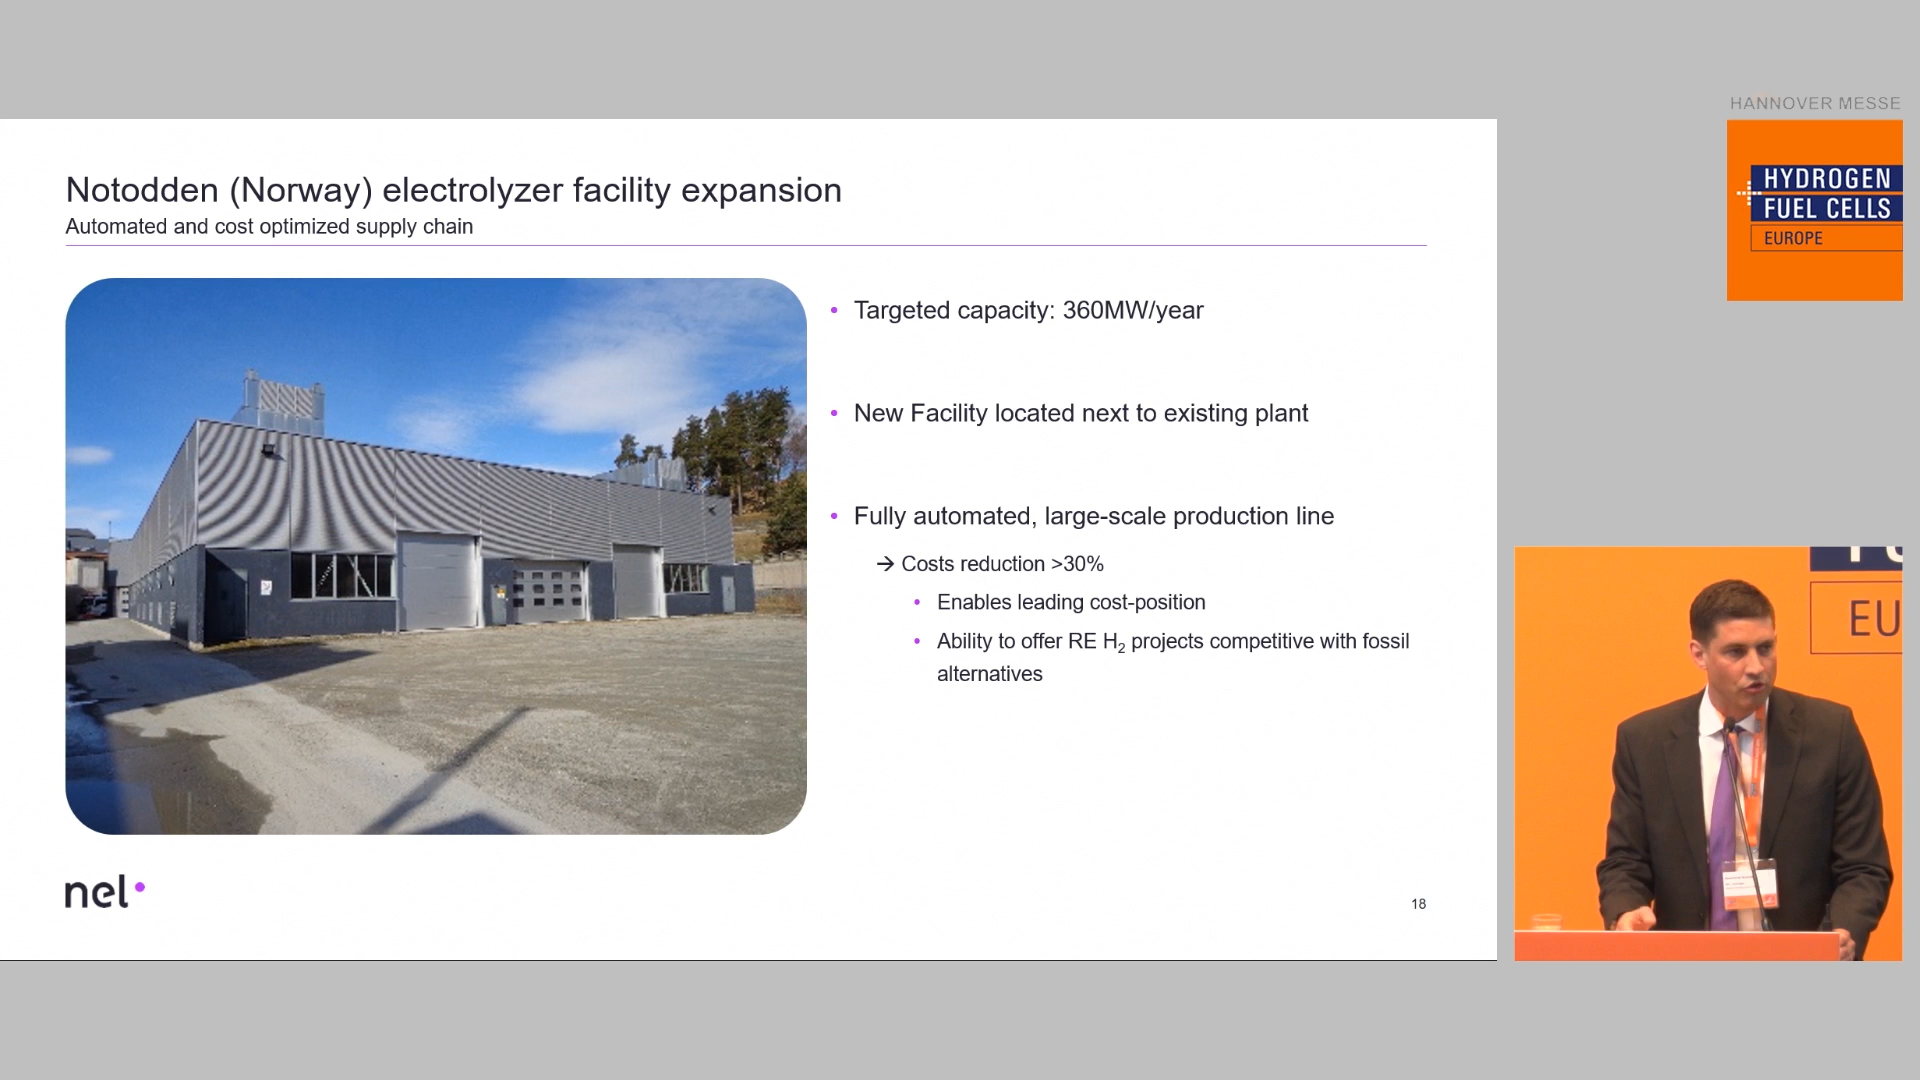 HANNOVER MESSE
HYDROGEN
FUEL CELLS
EUROPE
Notodden (Norway) electrolyzer facility expansion
Automated and cost optimized supply chain
• Targeted capacity: 360MW/year
• New Facility located next to existing plant
• Fully automated, large-scale production line
→ Costs reduction >30%
• Enables leading cost-position
• Ability to offer RE H₂ projects competitive with fossil
alternatives
nel
18
EU